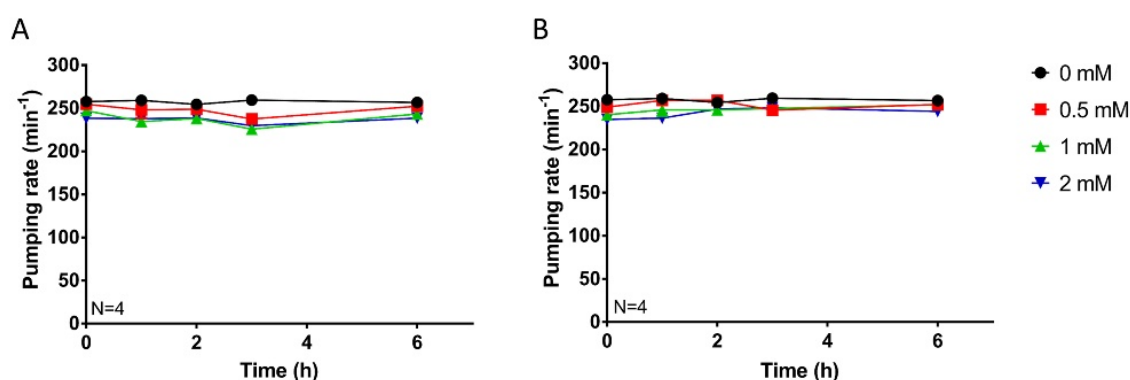 A
Pumping rate (min⁻¹)
300
250
200
150
100
50
0
N=4
0 2 4 6
Time (h)
B
Pumping rate (min⁻¹)
300
250
200
150
100
50
0
N=4
0 2 4 6
Time (h)
0 mM
0.5 mM
1 mM
2 mM